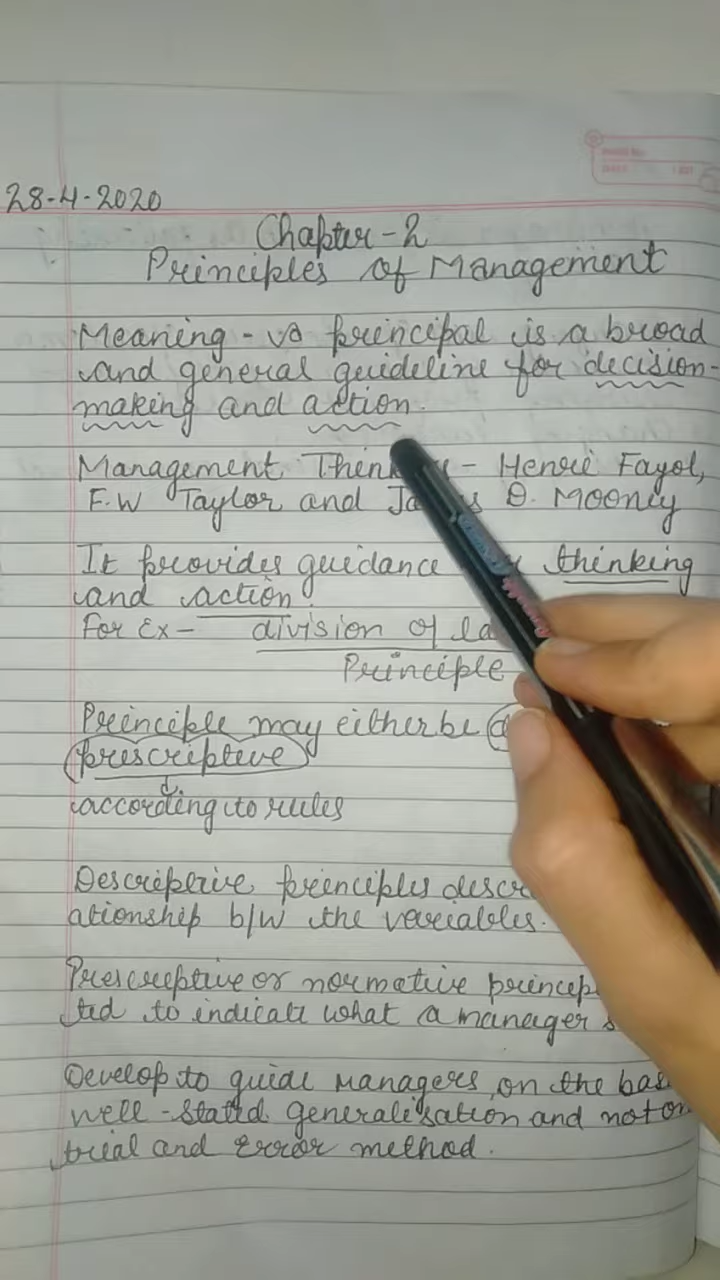 28-4-2020
Chapter-2
Principles of Management
Meaning - a principal is a broad
and general guideline for decision-
making and action.
Management - Henri Fayol,
F.W Taylor and D. Mooney
It provides guidance thinking
and action.
For Ex- division of
Principle
Principle may either be
prescriptive
according to rules
Descriptive principles
ationship b/w the variables.
Prescriptive or normative
ted to indicate what a manager
Develop to guide managers, on the
well-stated generalisation and not on
trial and error method.